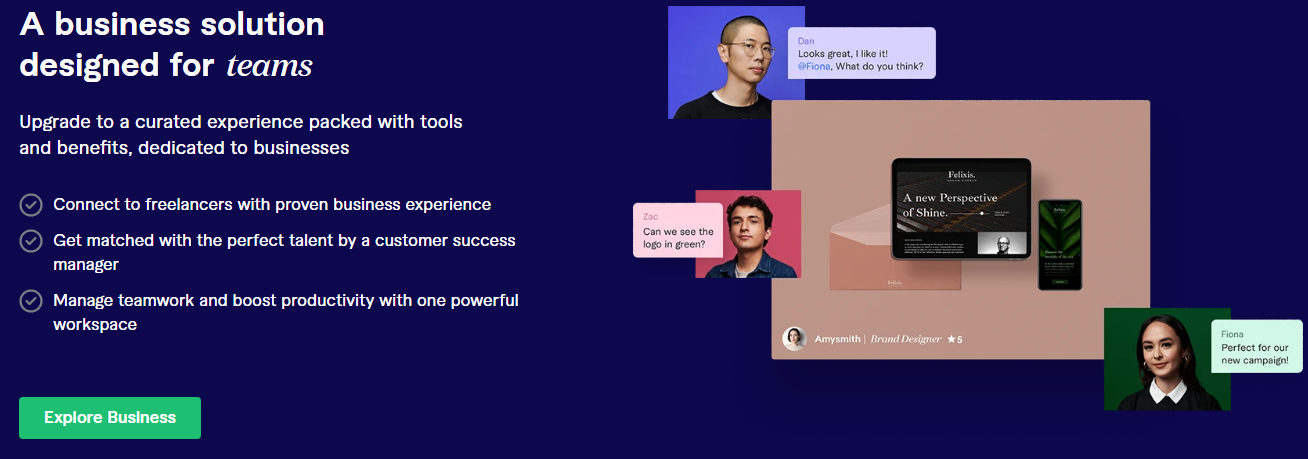 A business solution
designed for teams
Upgrade to a curated experience packed with tools
and benefits, dedicated to businesses
Connect to freelancers with proven business experience
Get matched with the perfect talent by a customer success
manager
Manage teamwork and boost productivity with one powerful
workspace
Explore Business
Dan
Looks great, I like it!
@Fiona, What do you think?
Zac
Can we see the
logo in green?
Felixis.
A new Perspective
of Shine.
Felixis.
Felixis.
Amysmith | Brand Designer ★5
Fiona
Perfect for our
new campaign!